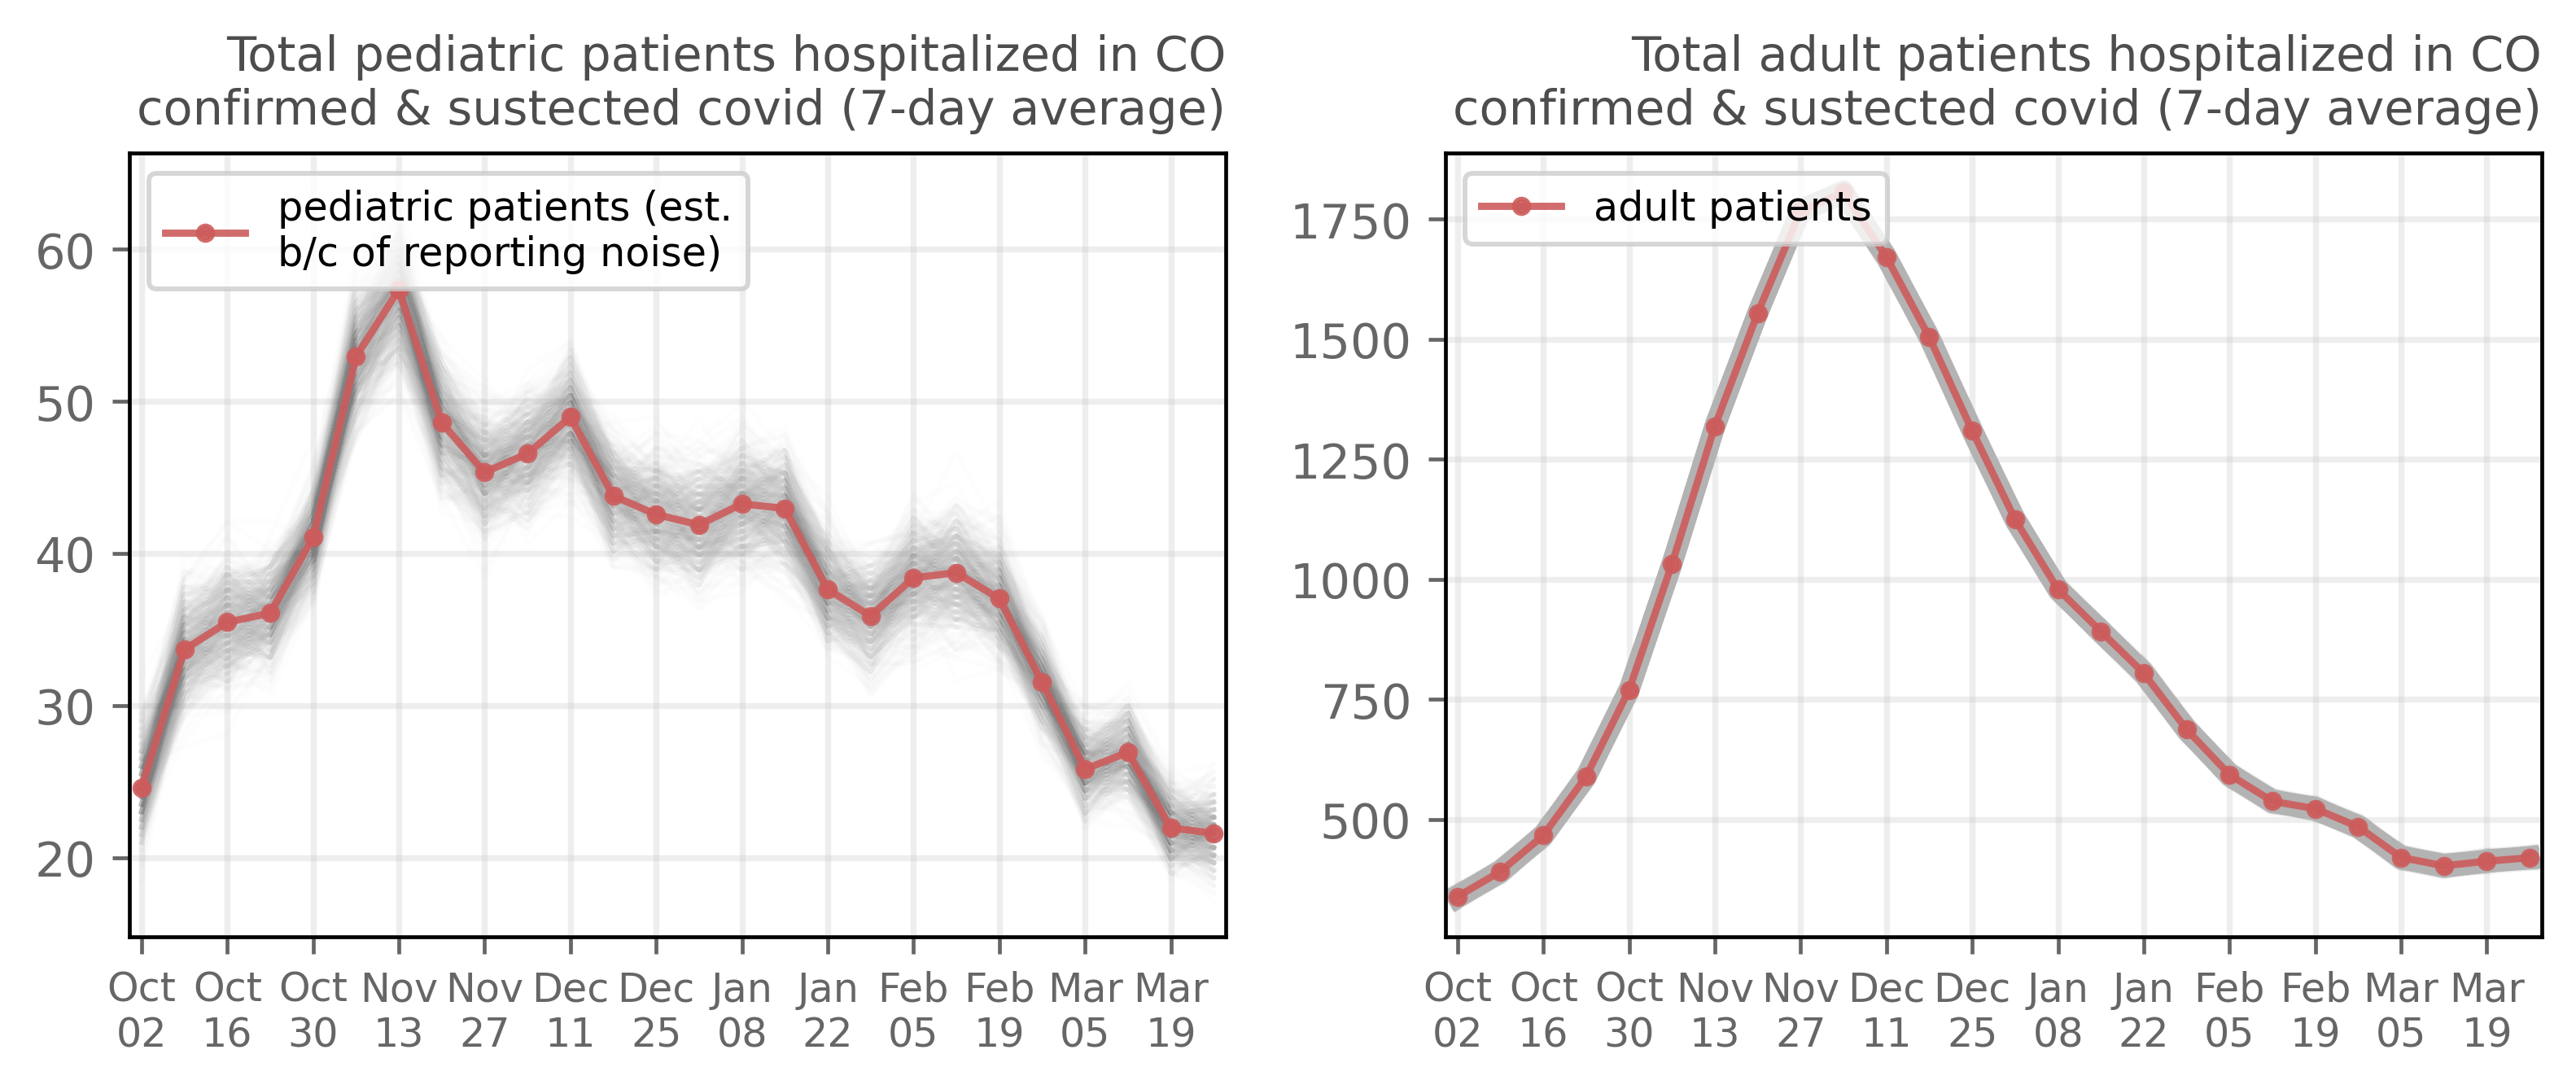 Total pediatric patients hospitalized in CO
confirmed & sustected covid (7-day average)
pediatric patients (est.
b/c of reporting noise)
60
50
40
30
20
Oct Oct Oct Nov Nov Dec Dec Jan Jan Feb Feb Mar Mar
02 16 30 13 27 11 25 08 22 05 19 05 19
Total adult patients hospitalized in CO
confirmed & sustected covid (7-day average)
adult patients
1750
1500
1250
1000
750
500
Oct Oct Oct Nov Nov Dec Dec Jan Jan Feb Feb Mar Mar
02 16 30 13 27 11 25 08 22 05 19 05 19